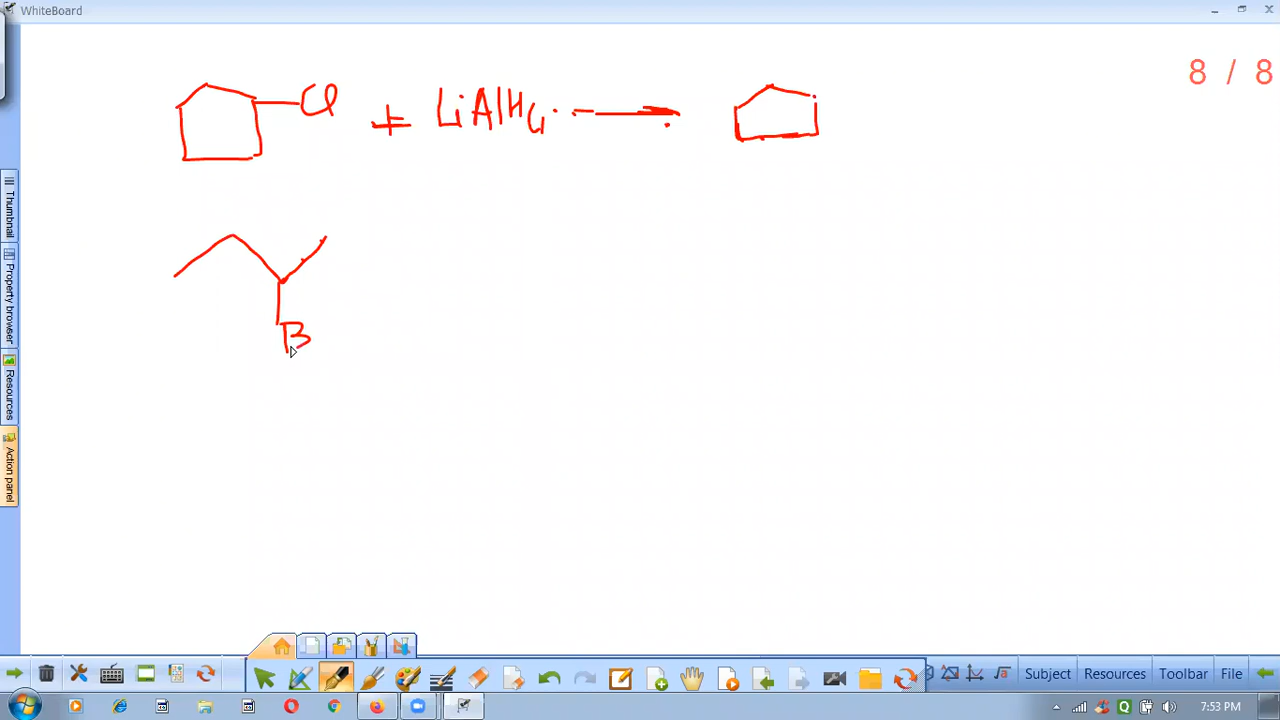 WhiteBoard
8 / 8
Cl + LiAlH4
B
Thumbnail
Property browser
Resources
Action panel
Subject Resources Toolbar File
7:53 PM